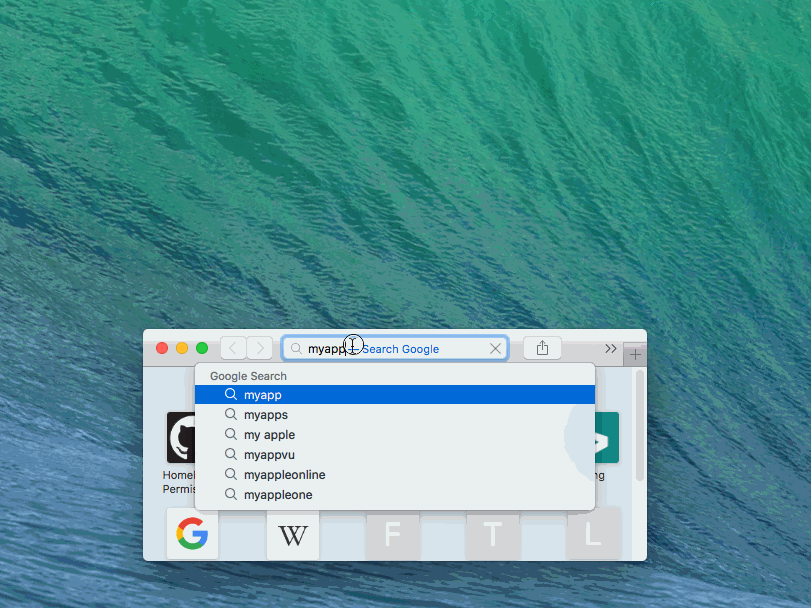 myapp — Search Google
Google Search
myapp
myapps
my apple
myappvu
myappleonline
myappleone
Homel
Permis
ng
W
F
T
L